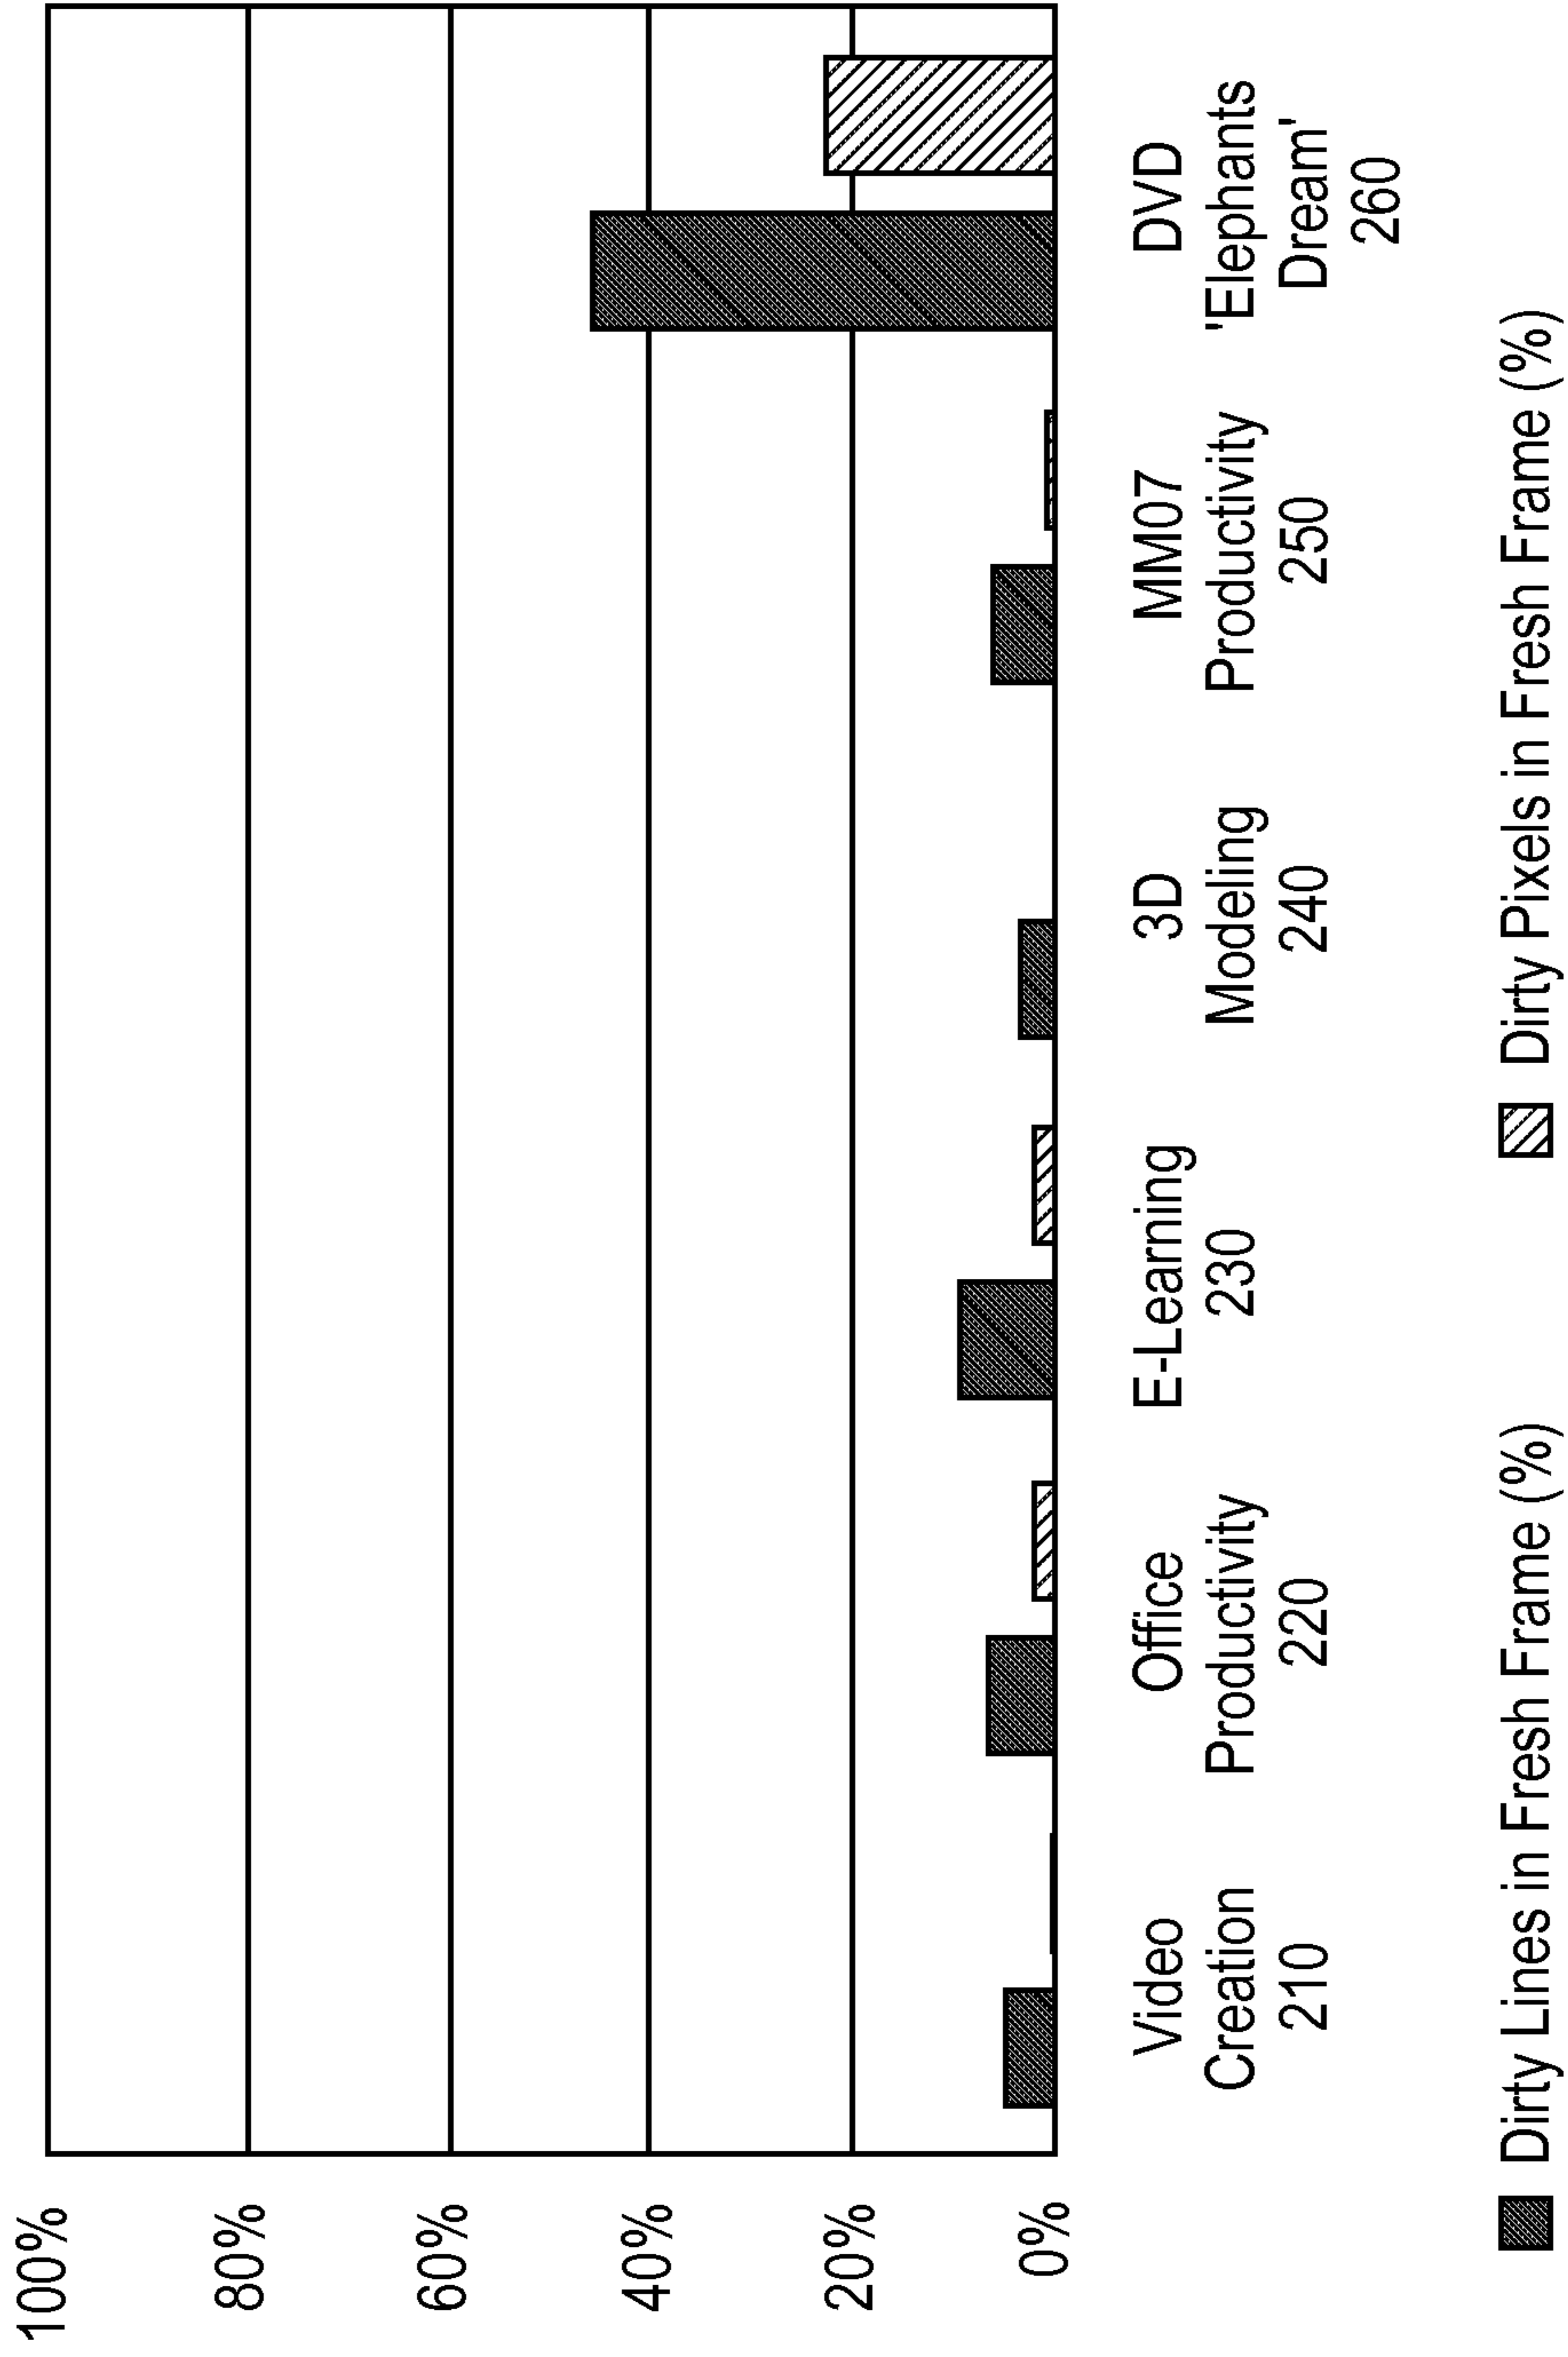 100%
80%
60%
40%
20%
0%
Video
Creation
210
Office
Productivity
220
E-Learning
230
3D
Modeling
240
MM07
Productivity
250
DVD
'Elephants
Dream'
260
Dirty Lines in Fresh Frame (%)
Dirty Pixels in Fresh Frame (%)